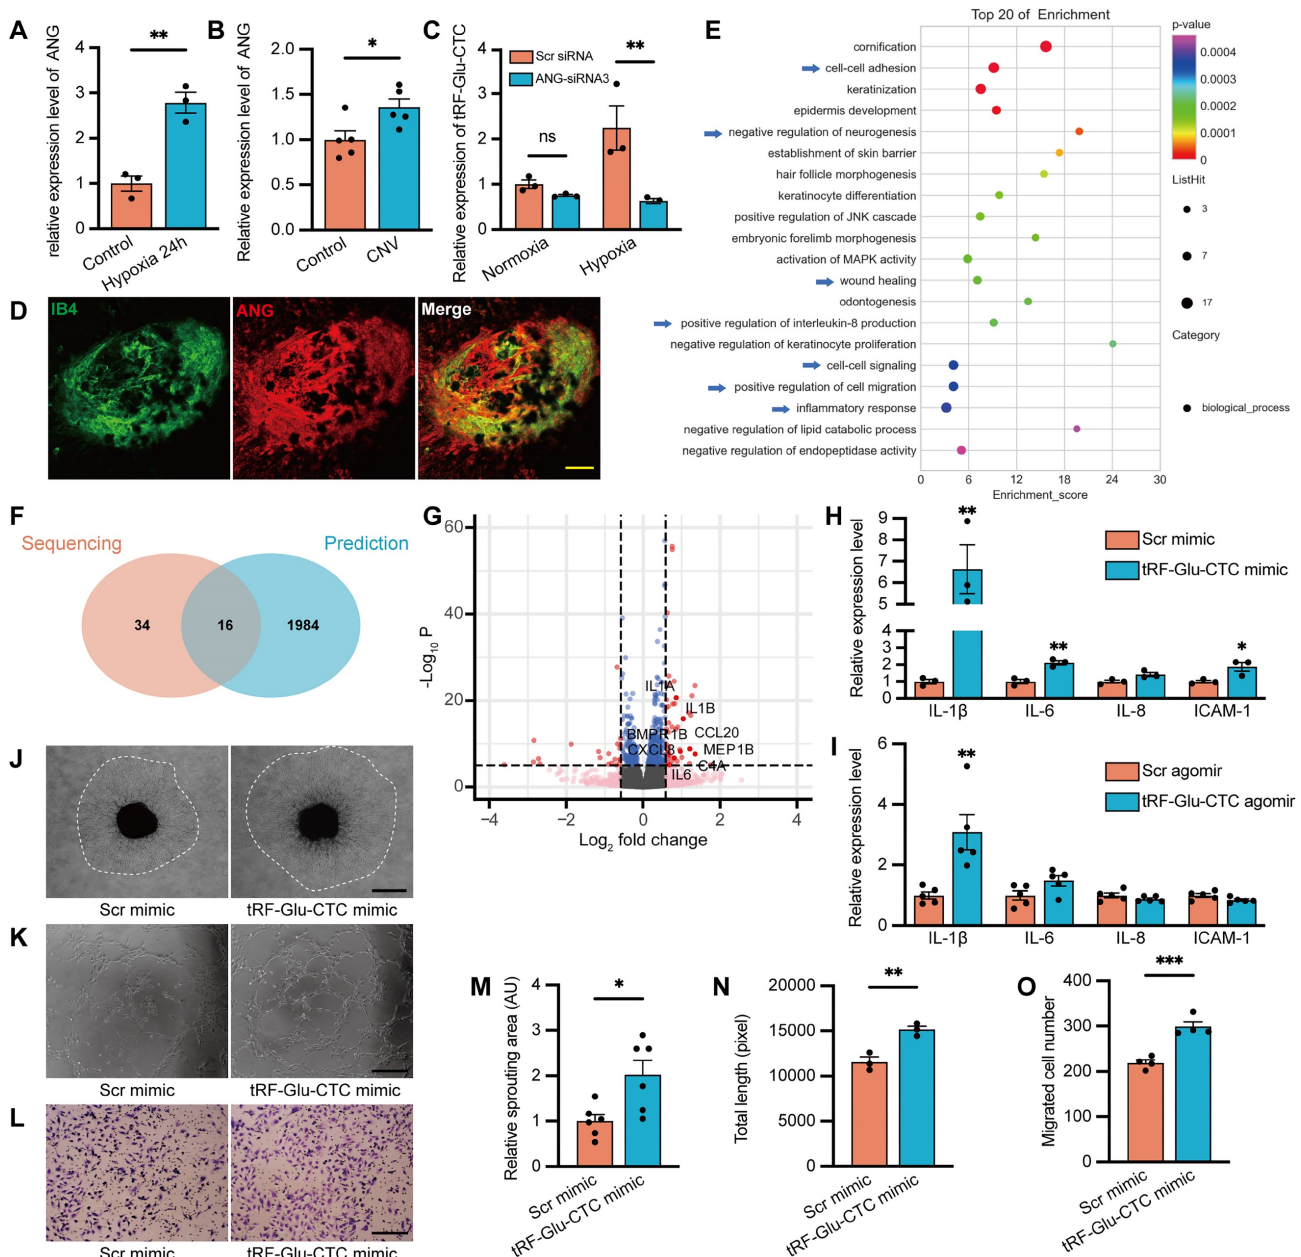 A
relative expression level of ANG
**
4
3
2
1
0
Control
Hypoxia 24h
B
Relative expression level of ANG
*
2.0
1.5
1.0
0.5
0.0
Control
CNV
C
Relative expression of tRF-Glu-CTC
Scr siRNA
ANG-siRNA3
**
ns
4
3
2
1
0
Normoxia
Hypoxia
D
IB4
ANG
Merge
E
Top 20 of Enrichment
cornification
cell-cell adhesion
keratinization
epidermis development
negative regulation of neurogenesis
establishment of skin barrier
hair follicle morphogenesis
keratinocyte differentiation
positive regulation of JNK cascade
embryonic forelimb morphogenesis
activation of MAPK activity
wound healing
odontogenesis
positive regulation of interleukin-8 production
negative regulation of keratinocyte proliferation
cell-cell signaling
positive regulation of cell migration
inflammatory response
negative regulation of lipid catabolic process
negative regulation of endopeptidase activity
0 6 12 18 24 30
Enrichment_score
p-value
0.0004
0.0003
0.0002
0.0001
0
ListHit
3
7
17
Category
biological_process
F
Sequencing
Prediction
34
16
1984
G
-Log10 P
60
40
20
0
IL1A
IL1B
BMPR1B
CCL20
CXCL8
MEP1B
C4A
IL6
−4 −2 0 2 4
Log2 fold change
H
Relative expression level
9
8
7
6
5
4
3
2
1
0
**
**
*
Scr mimic
tRF-Glu-CTC mimic
IL-1β IL-6 IL-8 ICAM-1
I
Relative expression level
6
4
2
0
**
Scr agomir
tRF-Glu-CTC agomir
IL-1β IL-6 IL-8 ICAM-1
J
Scr mimic
tRF-Glu-CTC mimic
K
Scr mimic
tRF-Glu-CTC mimic
L
Scr mimic
tRF-Glu-CTC mimic
M
Relative sprouting area (AU)
*
4
3
2
1
0
Scr mimic
tRF-Glu-CTC mimic
N
Total length (pixel)
**
20000
15000
10000
5000
0
Scr mimic
tRF-Glu-CTC mimic
O
Migrated cell number
***
400
300
200
100
0
Scr mimic
tRF-Glu-CTC mimic